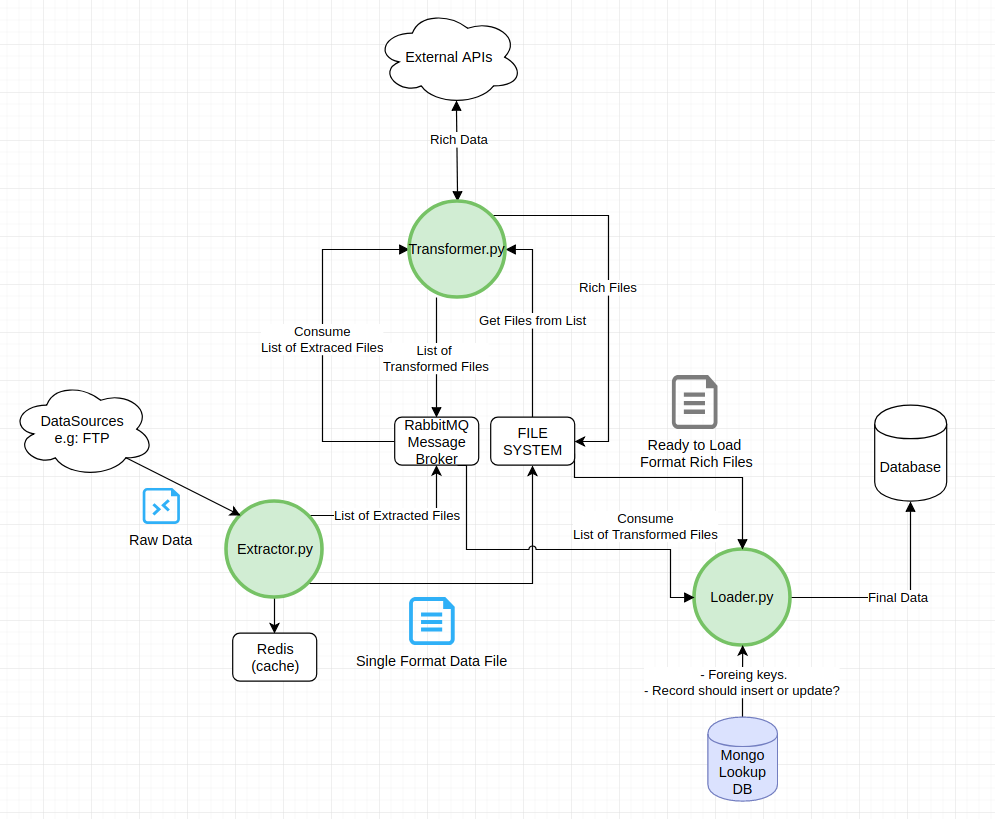 External APIs
Rich Data
Transformer.py
Rich Files
Get Files from List
Consume
List of Extraced Files
List of
Transformed Files
DataSources
e.g: FTP
RabbitMQ
Message
Broker
FILE
SYSTEM
Ready to Load
Format Rich Files
Database
Raw Data
List of Extracted Files
Consume
List of Transformed Files
Extractor.py
Loader.py
Final Data
Redis
(cache)
Single Format Data File
- Foreing keys.
- Record should insert or update?
Mongo
Lookup
DB